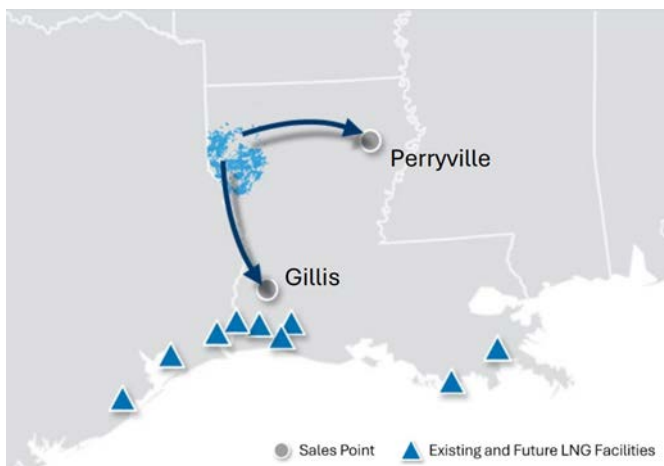 Perryville
Gillis
Sales Point
Existing and Future LNG Facilities